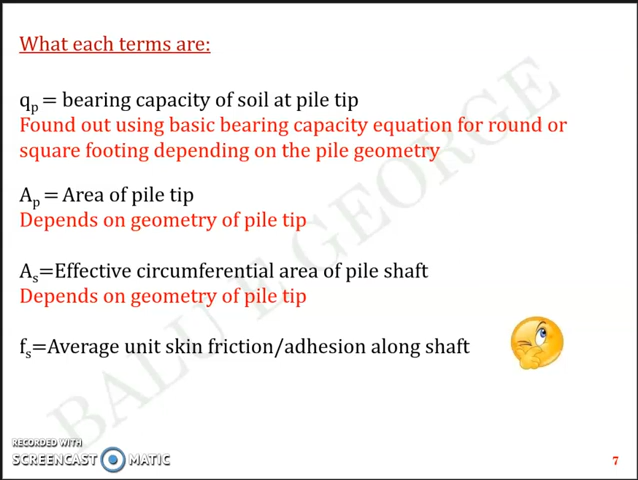 What each terms are:
qp = bearing capacity of soil at pile tip
Found out using basic bearing capacity equation for round or
square footing depending on the pile geometry
Ap = Area of pile tip
Depends on geometry of pile tip
As=Effective circumferential area of pile shaft
Depends on geometry of pile tip
fs=Average unit skin friction/adhesion along shaft
BALU E GEORGE
RECORDED WITH
SCREENCAST MATIC
7